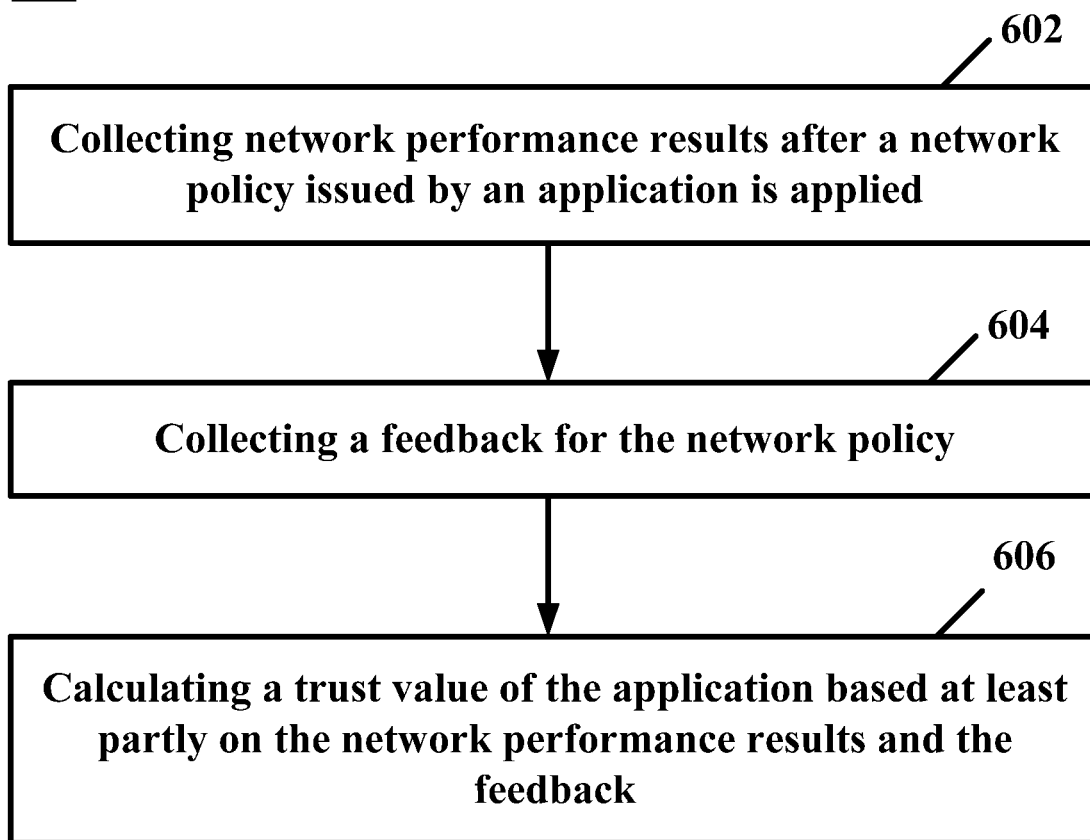 602
Collecting network performance results after a network
policy issued by an application is applied
604
Collecting a feedback for the network policy
606
Calculating a trust value of the application based at least
partly on the network performance results and the
feedback